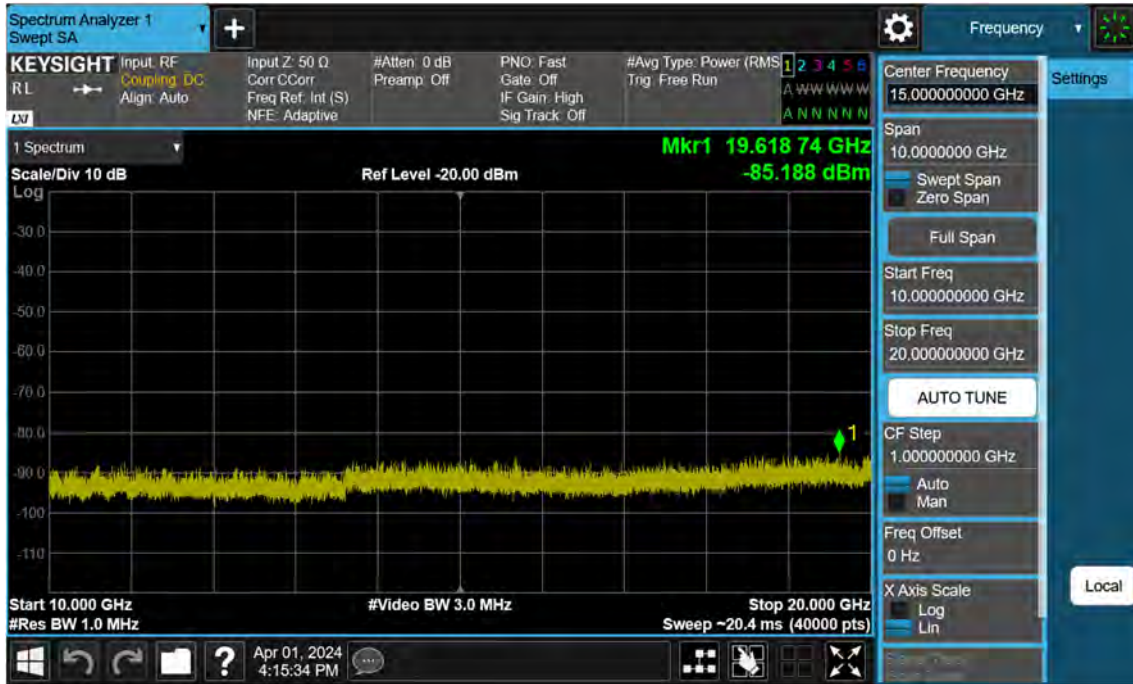 Spectrum Analyzer 1
Swept SA
Frequency
KEYSIGHT
RL
LXI
Input: RF
Coupling: DC
Align: Auto
Input Z: 50 Ω
Corr CCorr
Freq Ref: Int (S)
NFE: Adaptive
#Atten: 0 dB
Preamp: Off
PNO: Fast
Gate: Off
IF Gain: High
Sig Track: Off
#Avg Type: Power (RMS
Trig: Free Run
1 2 3 4 5 6
A W W W W W
A N N N N N
1 Spectrum
Scale/Div 10 dB
Ref Level -20.00 dBm
Mkr1 19.618 74 GHz
-85.188 dBm
Log
-30.0
-40.0
-50.0
-60.0
-70.0
-80.0
-90.0
-100
-110
1
Start 10.000 GHz
#Res BW 1.0 MHz
#Video BW 3.0 MHz
Stop 20.000 GHz
Sweep ~20.4 ms (40000 pts)
Center Frequency
15.000000000 GHz
Settings
Span
10.0000000 GHz
Swept Span
Zero Span
Full Span
Start Freq
10.000000000 GHz
Stop Freq
20.000000000 GHz
AUTO TUNE
CF Step
1.000000000 GHz
Auto
Man
Freq Offset
0 Hz
X Axis Scale
Log
Lin
Local
Apr 01, 2024
4:15:34 PM